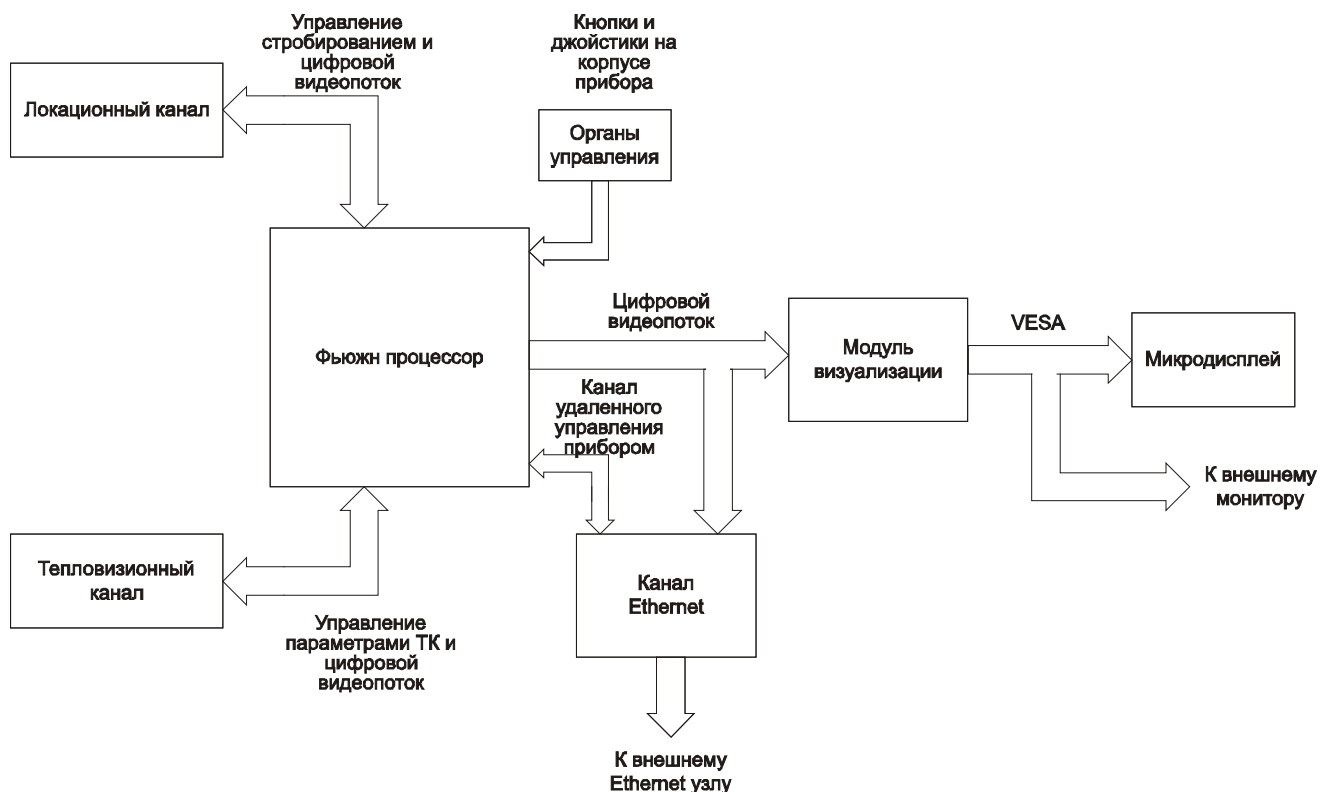 Управление
стробированием и
цифровой
видеопоток
Кнопки и
джойстики на
корпусе
прибора
Локационный канал
Органы
управления
Фьюжн процессор
Цифровой
видеопоток
Модуль
визуализации
VESA
Микродисплей
Канал
удаленного
управления
прибором
К внешнему
монитору
Тепловизионный
канал
Управление
параметрами ТК и
цифровой
видеопоток
Канал
Ethernet
К внешнему
Ethernet узлу